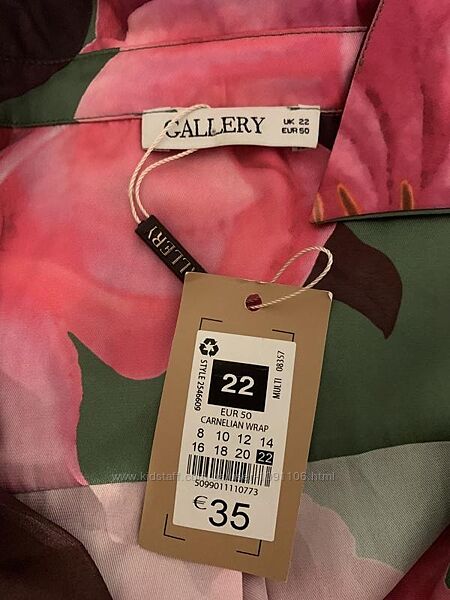 GALLERY
UK 22
EUR 50
GALLERY
STYLE 2546609
22
MULTI 08357
EUR 50
CARNELIAN WRAP
8 10 12 14
16 18 20 22
5099011110773
€35